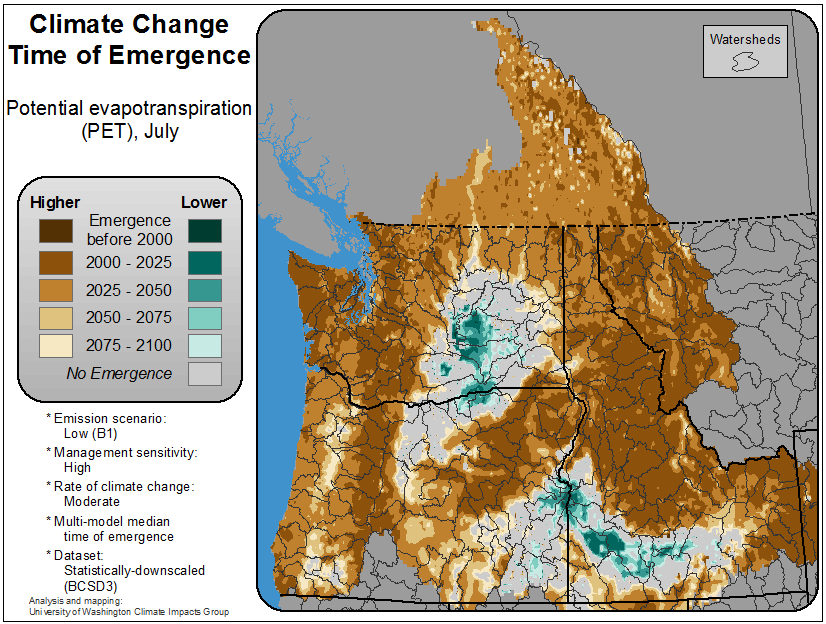 Climate Change
Time of Emergence
Potential evapotranspiration
(PET), July
Watersheds
Higher
Lower
Emergence
before 2000
2000 - 2025
2025 - 2050
2050 - 2075
2075 - 2100
No Emergence
* Emission scenario:
Low (B1)
* Management sensitivity:
High
* Rate of climate change:
Moderate
* Multi-model median
time of emergence
* Dataset:
Statistically-downscaled
(BCSD3)
Analysis and mapping:
University of Washington Climate Impacts Group